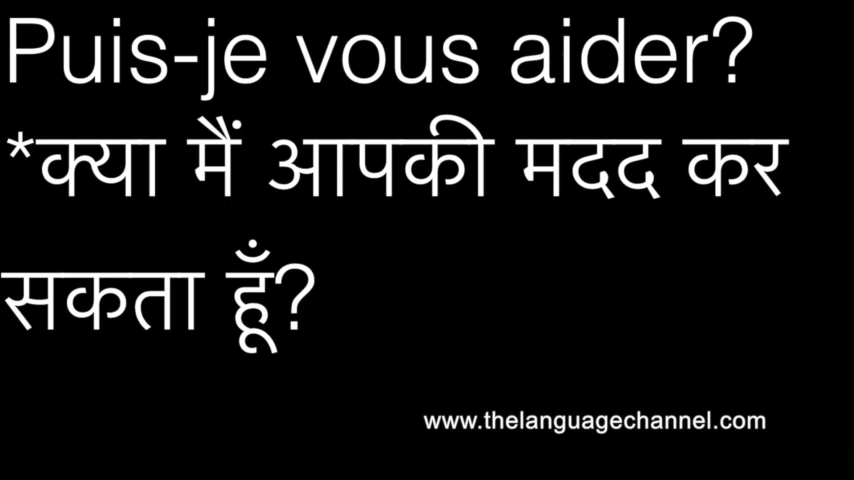 Puis-je vous aider?
*क्या मैं आपकी मदद कर
सकता हूँ?
www.thelanguagechannel.com